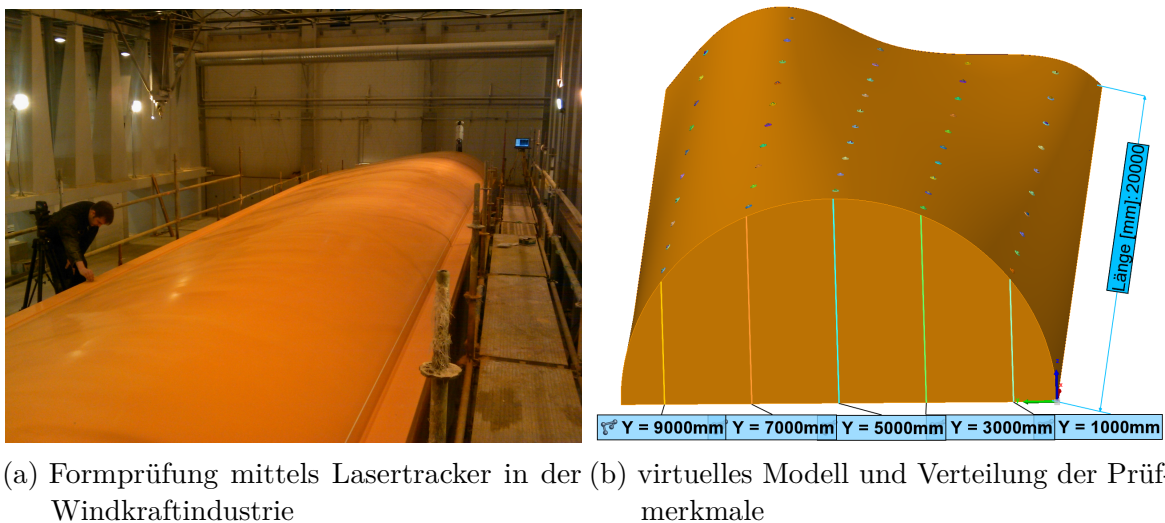 Länge [mm]: 20000
Y = 9000mm Y = 7000mm Y = 5000mm Y = 3000mm Y = 1000mm
(a) Formprüfung mittels Lasertracker in der
Windkraftindustrie
(b) virtuelles Modell und Verteilung der Prüf-
merkmale